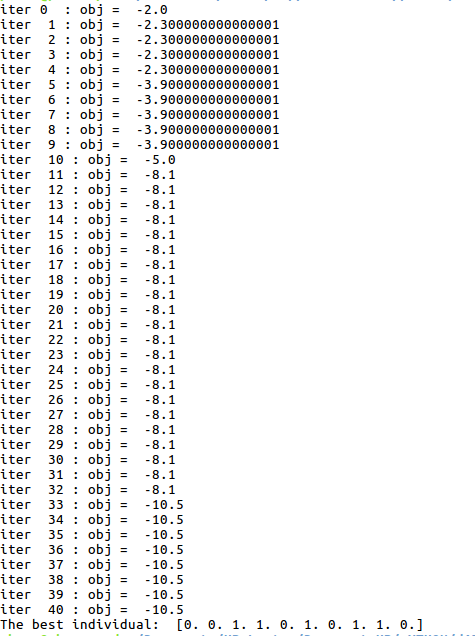 iter 0  : obj =  -2.0
iter  1 : obj =  -2.300000000000001
iter  2 : obj =  -2.300000000000001
iter  3 : obj =  -2.300000000000001
iter  4 : obj =  -2.300000000000001
iter  5 : obj =  -3.900000000000001
iter  6 : obj =  -3.900000000000001
iter  7 : obj =  -3.900000000000001
iter  8 : obj =  -3.900000000000001
iter  9 : obj =  -3.900000000000001
iter  10 : obj =  -5.0
iter  11 : obj =  -8.1
iter  12 : obj =  -8.1
iter  13 : obj =  -8.1
iter  14 : obj =  -8.1
iter  15 : obj =  -8.1
iter  16 : obj =  -8.1
iter  17 : obj =  -8.1
iter  18 : obj =  -8.1
iter  19 : obj =  -8.1
iter  20 : obj =  -8.1
iter  21 : obj =  -8.1
iter  22 : obj =  -8.1
iter  23 : obj =  -8.1
iter  24 : obj =  -8.1
iter  25 : obj =  -8.1
iter  26 : obj =  -8.1
iter  27 : obj =  -8.1
iter  28 : obj =  -8.1
iter  29 : obj =  -8.1
iter  30 : obj =  -8.1
iter  31 : obj =  -8.1
iter  32 : obj =  -8.1
iter  33 : obj =  -10.5
iter  34 : obj =  -10.5
iter  35 : obj =  -10.5
iter  36 : obj =  -10.5
iter  37 : obj =  -10.5
iter  38 : obj =  -10.5
iter  39 : obj =  -10.5
iter  40 : obj =  -10.5
The best individual:  [0. 0. 1. 1. 0. 1. 0. 1. 1. 0.]